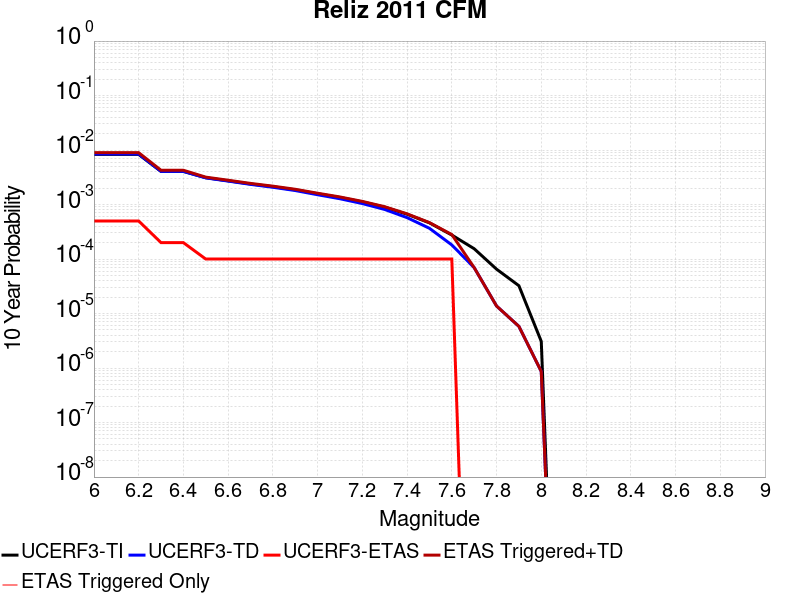 Reliz 2011 CFM
10 Year Probability
10^0
10^-1
10^-2
10^-3
10^-4
10^-5
10^-6
10^-7
10^-8
6 6.2 6.4 6.6 6.8 7 7.2 7.4 7.6 7.8 8 8.2 8.4 8.6 8.8 9
Magnitude
UCERF3-TI UCERF3-TD UCERF3-ETAS ETAS Triggered+TD
ETAS Triggered Only